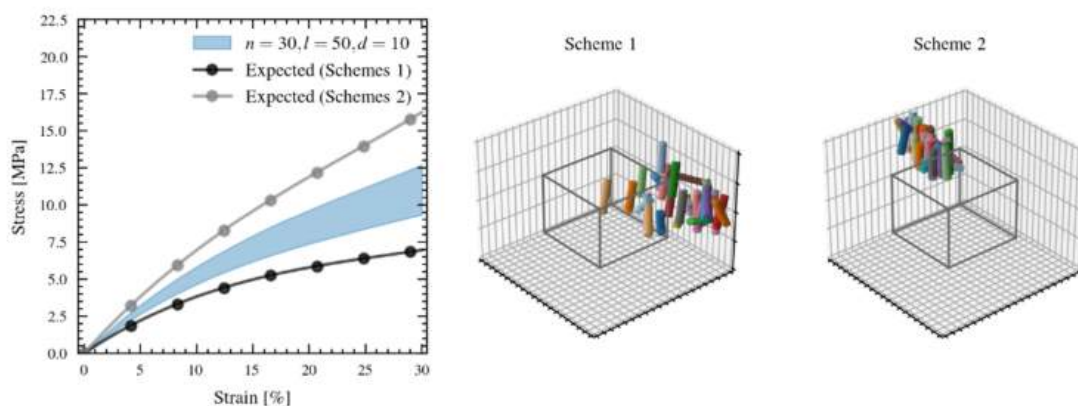 22.5
20.0
17.5
15.0
12.5
10.0
7.5
5.0
2.5
0.0
Stress [MPa]
n = 30, l = 50, d = 10
Expected (Schemes 1)
Expected (Schemes 2)
0 5 10 15 20 25 30
Strain [%]
Scheme 1
Scheme 2